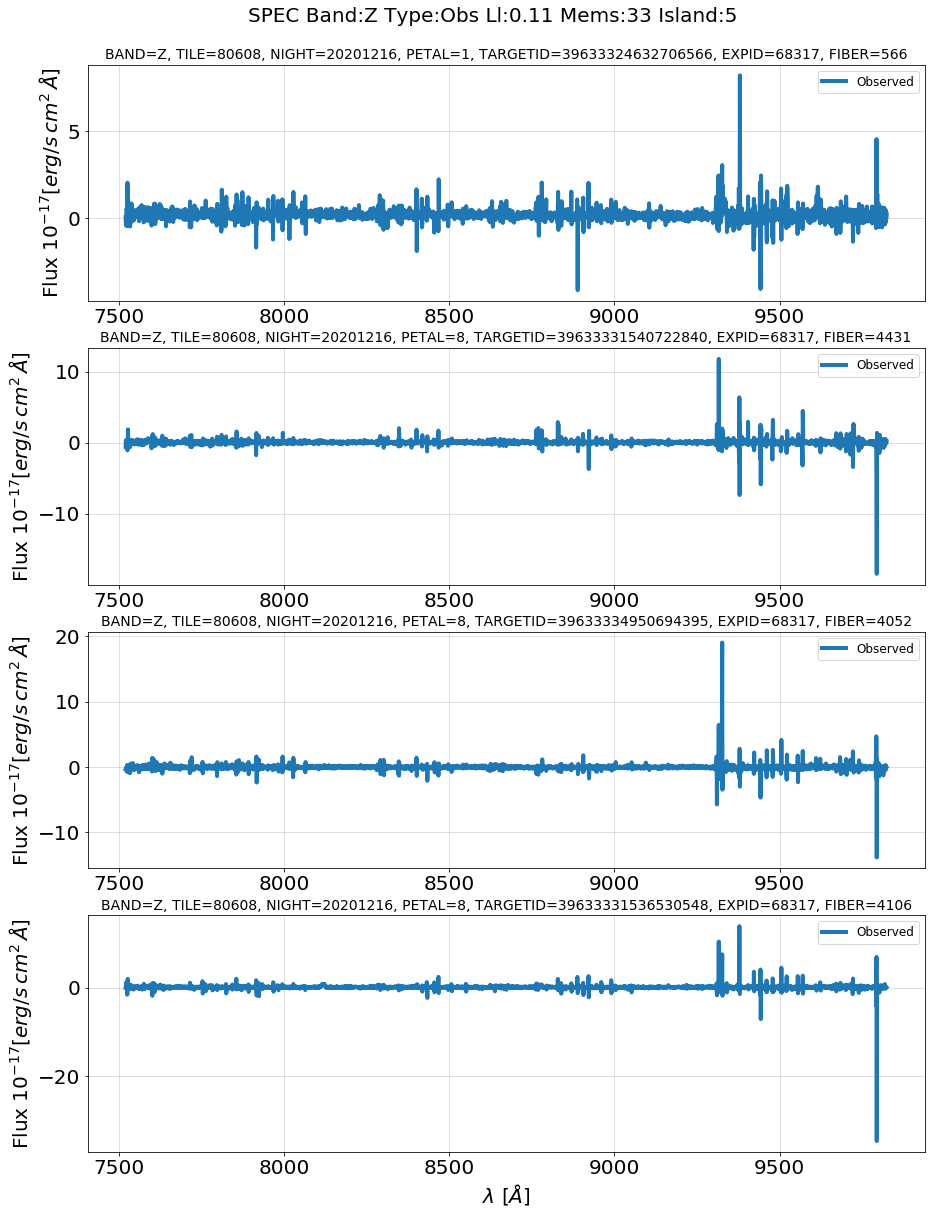 SPEC Band:Z Type:Obs Ll:0.11 Mems:33 Island:5
BAND=Z, TILE=80608, NIGHT=20201216, PETAL=1, TARGETID=39633324632706566, EXPID=68317, FIBER=566
Flux 10^{-17}[erg/s cm^2 Å]
5
0
Observed
7500 8000 8500 9000 9500
BAND=Z, TILE=80608, NIGHT=20201216, PETAL=8, TARGETID=39633331540722840, EXPID=68317, FIBER=4431
Flux 10^{-17}[erg/s cm^2 Å]
10
0
−10
Observed
7500 8000 8500 9000 9500
BAND=Z, TILE=80608, NIGHT=20201216, PETAL=8, TARGETID=39633334950694395, EXPID=68317, FIBER=4052
Flux 10^{-17}[erg/s cm^2 Å]
20
10
0
−10
Observed
7500 8000 8500 9000 9500
BAND=Z, TILE=80608, NIGHT=20201216, PETAL=8, TARGETID=39633331536530548, EXPID=68317, FIBER=4106
Flux 10^{-17}[erg/s cm^2 Å]
0
−20
Observed
7500 8000 8500 9000 9500
λ [Å]